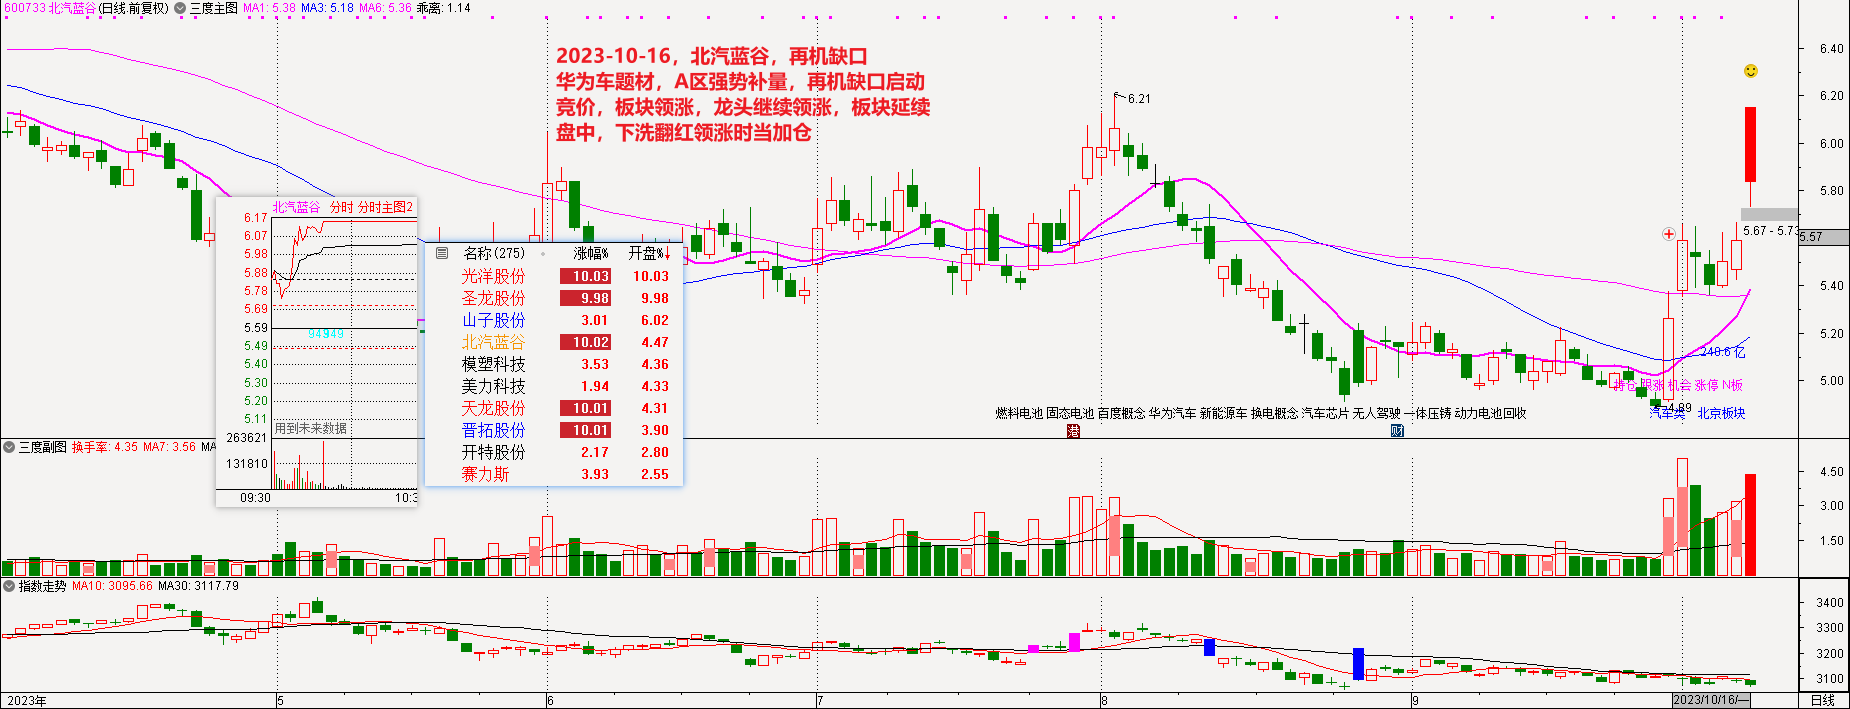 600733 北汽蓝谷(日线.前复权) 三度主图 MA1: 5.38 MA3: 5.18 MA6: 5.36 乖离: 1.14
2023-10-16，北汽蓝谷，再机缺口
华为车题材，A区强势补量，再机缺口启动
竞价，板块领涨，龙头继续领涨，板块延续
盘中，下洗翻红领涨时当加仓
6.21
6.40
6.20
6.00
5.80
5.67 - 5.73
5.57
5.40
5.20
5.00
248.6 亿
持仓 跟涨 机会 涨停 N板
4.89
汽车类 北京板块
燃料电池 固态电池 百度概念 华为汽车 新能源车 换电概念 汽车芯片 无人驾驶 一体压铸 动力电池回收
港
财
北汽蓝谷 分时 分时主图2
6.17
6.07
5.98
5.88
5.78
5.69
5.59
5.49
5.40
5.30
5.20
5.11
94949
用到未来数据
263621
131810
09:30
10:3
名称(275) 涨幅% 开盘%↓
光洋股份 10.03 10.03
圣龙股份 9.98 9.98
山子股份 3.01 6.02
北汽蓝谷 10.02 4.47
模塑科技 3.53 4.36
美力科技 1.94 4.33
天龙股份 10.01 4.31
晋拓股份 10.01 3.90
开特股份 2.17 2.80
赛力斯 3.93 2.55
三度副图 换手率: 4.35 MA7: 3.56 MA
4.50
3.00
1.50
指数走势 MA10: 3095.66 MA30: 3117.79
3400
3300
3200
3100
2023年 5 6 7 8 9 2023/10/16/一 日线